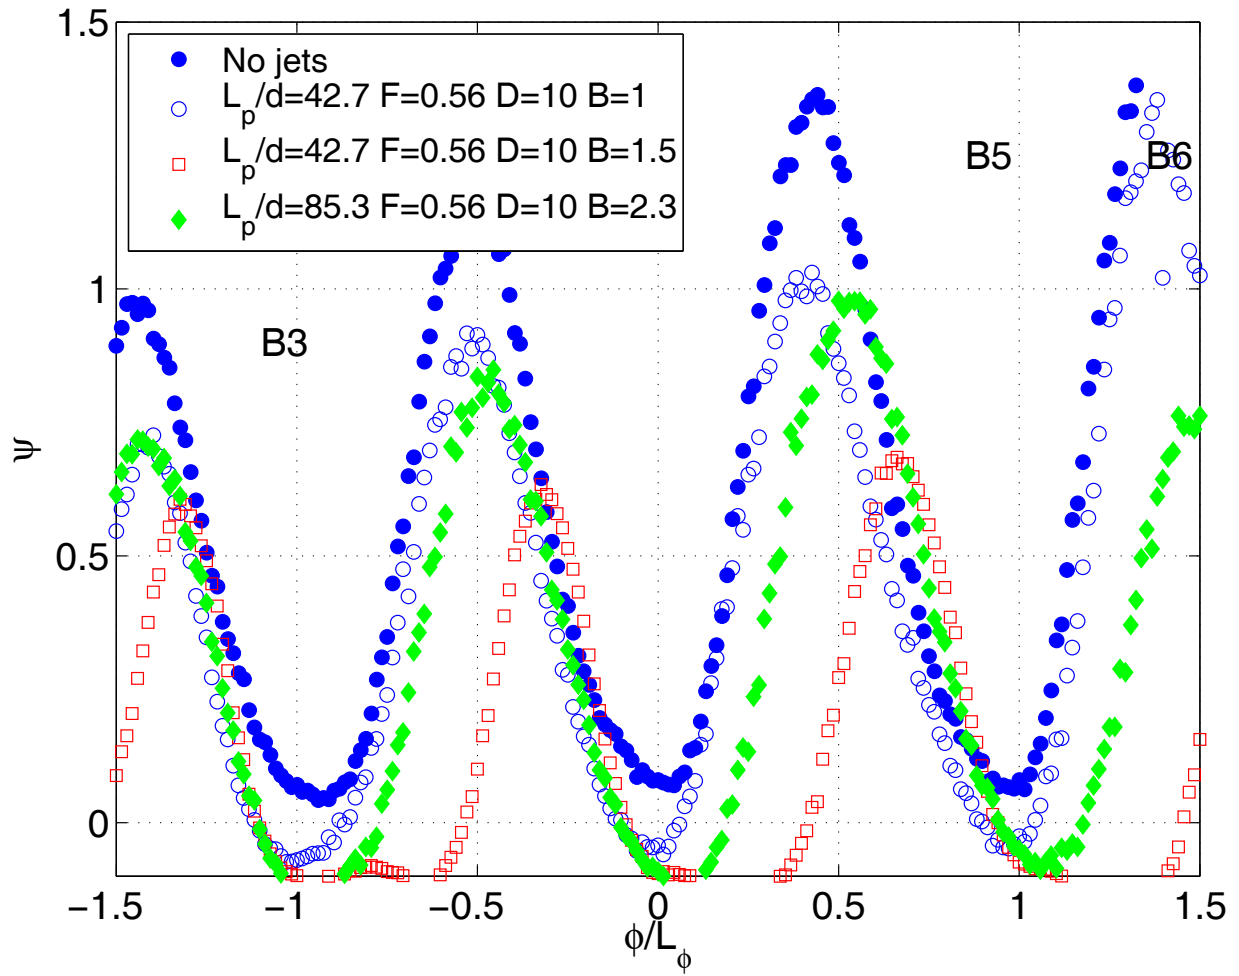 1.5
No jets
L_p/d=42.7 F=0.56 D=10 B=1
L_p/d=42.7 F=0.56 D=10 B=1.5
L_p/d=85.3 F=0.56 D=10 B=2.3
B5
B6
1
B3
ψ
0.5
0
−1.5
−1
−0.5
0
0.5
1
1.5
ϕ/L_ϕ